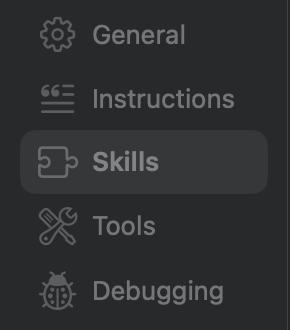 General
Instructions
Skills
Tools
Debugging